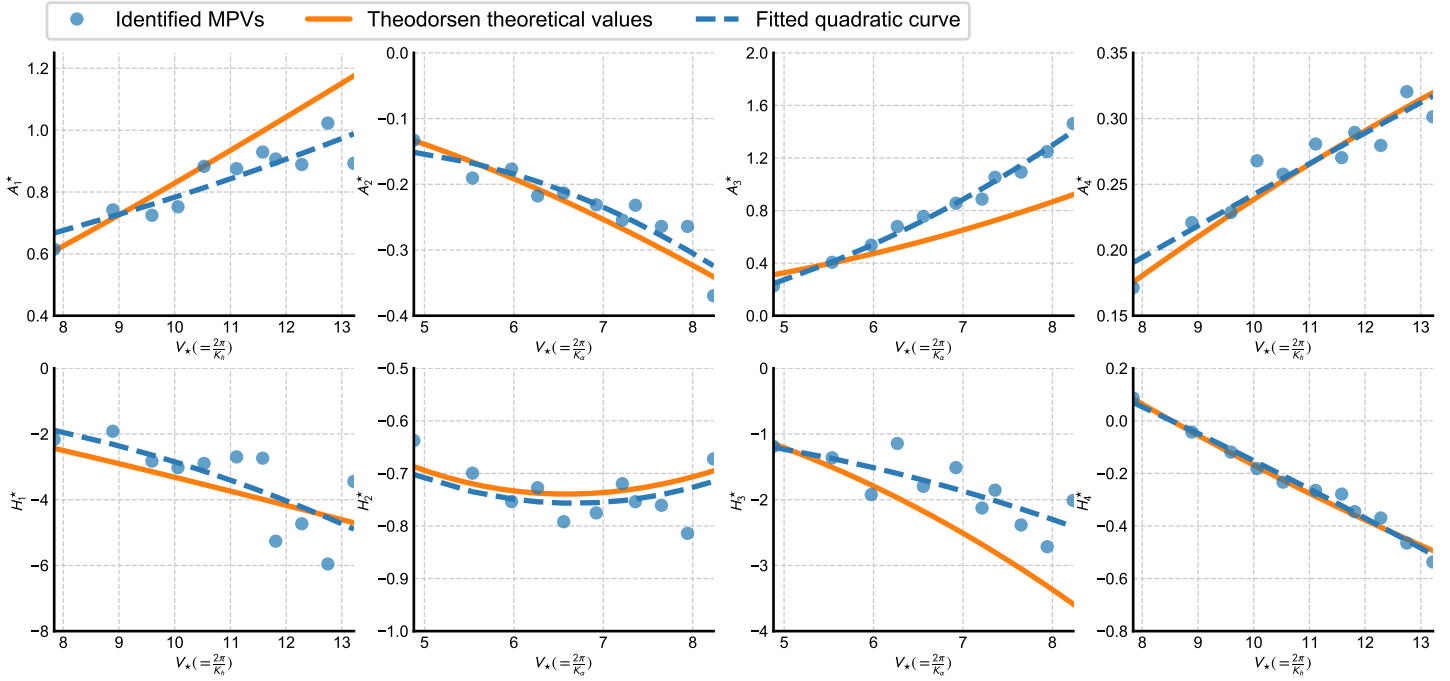 Identified MPVs Theodorsen theoretical values Fitted quadratic curve
1.2
1.0
0.8
0.6
0.4
A₁*
8 9 10 11 12 13
V⋆(=2π/Kₕ)
0.0
−0.1
−0.2
−0.3
−0.4
A₂*
5 6 7 8
V⋆(=2π/K_α)
2.0
1.6
1.2
0.8
0.4
0.0
A₃*
5 6 7 8
V⋆(=2π/K_α)
0.35
0.30
0.25
0.20
0.15
A₄*
8 9 10 11 12 13
V⋆(=2π/Kₕ)
0
−2
−4
−6
−8
H₁*
8 9 10 11 12 13
V⋆(=2π/Kₕ)
−0.5
−0.6
−0.7
−0.8
−0.9
−1.0
H₂*
5 6 7 8
V⋆(=2π/K_α)
0
−1
−2
−3
−4
H₃*
5 6 7 8
V⋆(=2π/K_α)
0.2
0.0
−0.2
−0.4
−0.6
−0.8
H₄*
8 9 10 11 12 13
V⋆(=2π/Kₕ)